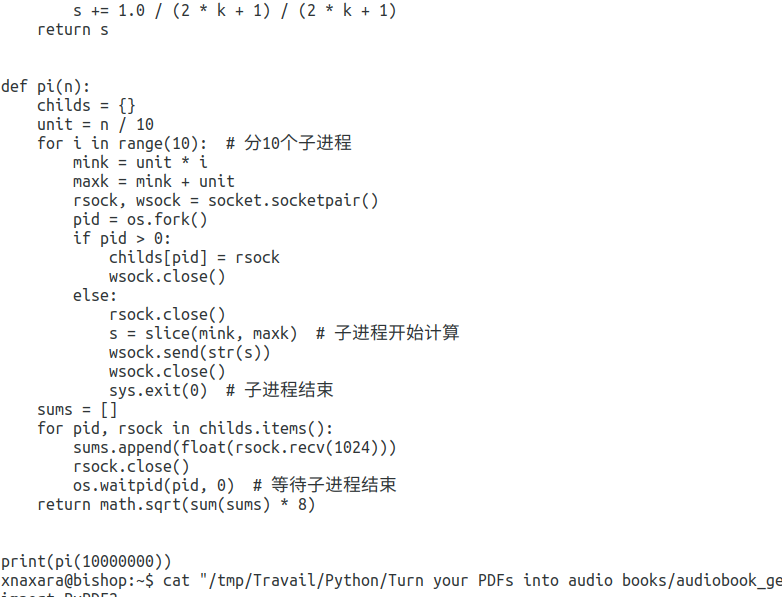 s += 1.0 / (2 * k + 1) / (2 * k + 1)
    return s


def pi(n):
    childs = {}
    unit = n / 10
    for i in range(10):  # 分10个子进程
        mink = unit * i
        maxk = mink + unit
        rsock, wsock = socket.socketpair()
        pid = os.fork()
        if pid > 0:
            childs[pid] = rsock
            wsock.close()
        else:
            rsock.close()
            s = slice(mink, maxk)  # 子进程开始计算
            wsock.send(str(s))
            wsock.close()
            sys.exit(0)  # 子进程结束
    sums = []
    for pid, rsock in childs.items():
        sums.append(float(rsock.recv(1024)))
        rsock.close()
        os.waitpid(pid, 0)  # 等待子进程结束
    return math.sqrt(sum(sums) * 8)


print(pi(10000000))
xnaxara@bishop:~$ cat "/tmp/Travail/Python/Turn your PDFs into audio books/audiobook_ge
import PyPDF2